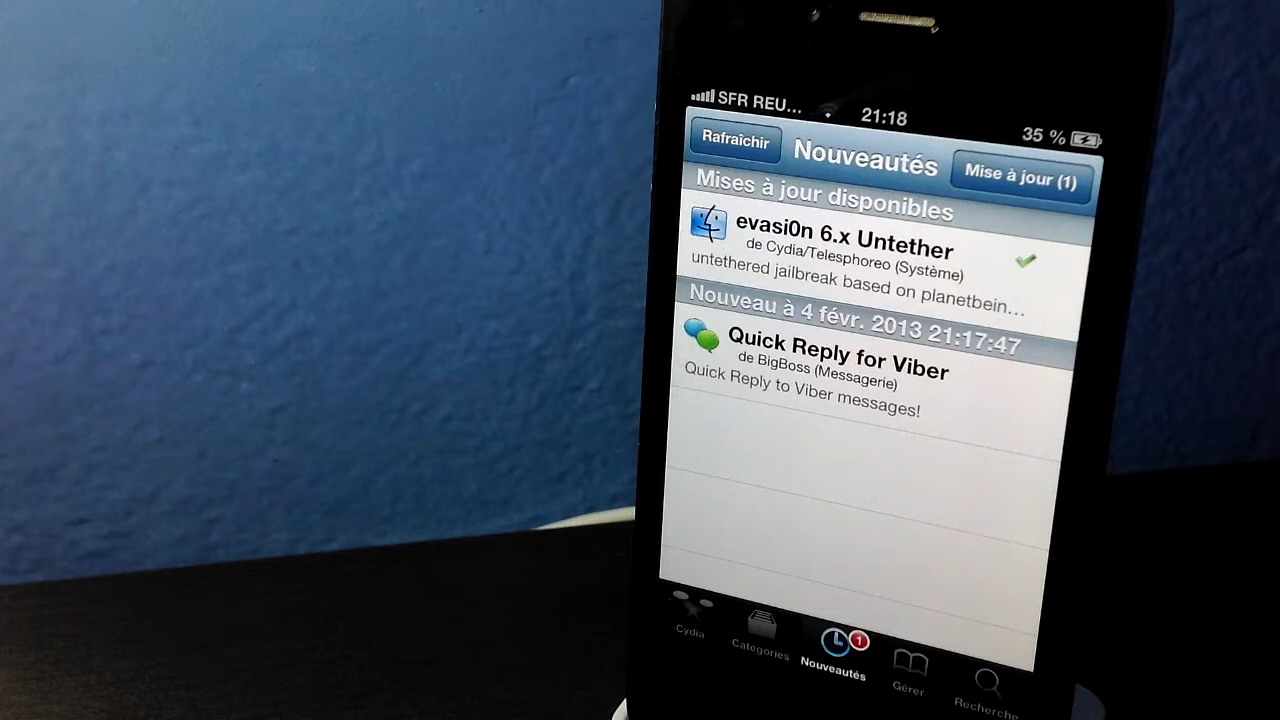 SFR REU... 21:18 35 %
Rafraîchir Nouveautés Mise à jour (1)
Mises à jour disponibles
evasi0n 6.x Untether
de Cydia/Telesphoreo (Système)
untethered jailbreak based on planetbein...
Nouveau à 4 févr. 2013 21:17:47
Quick Reply for Viber
de BigBoss (Messagerie)
Quick Reply to Viber messages!
1
Cydia Categories Nouveautés Gérer Recherche